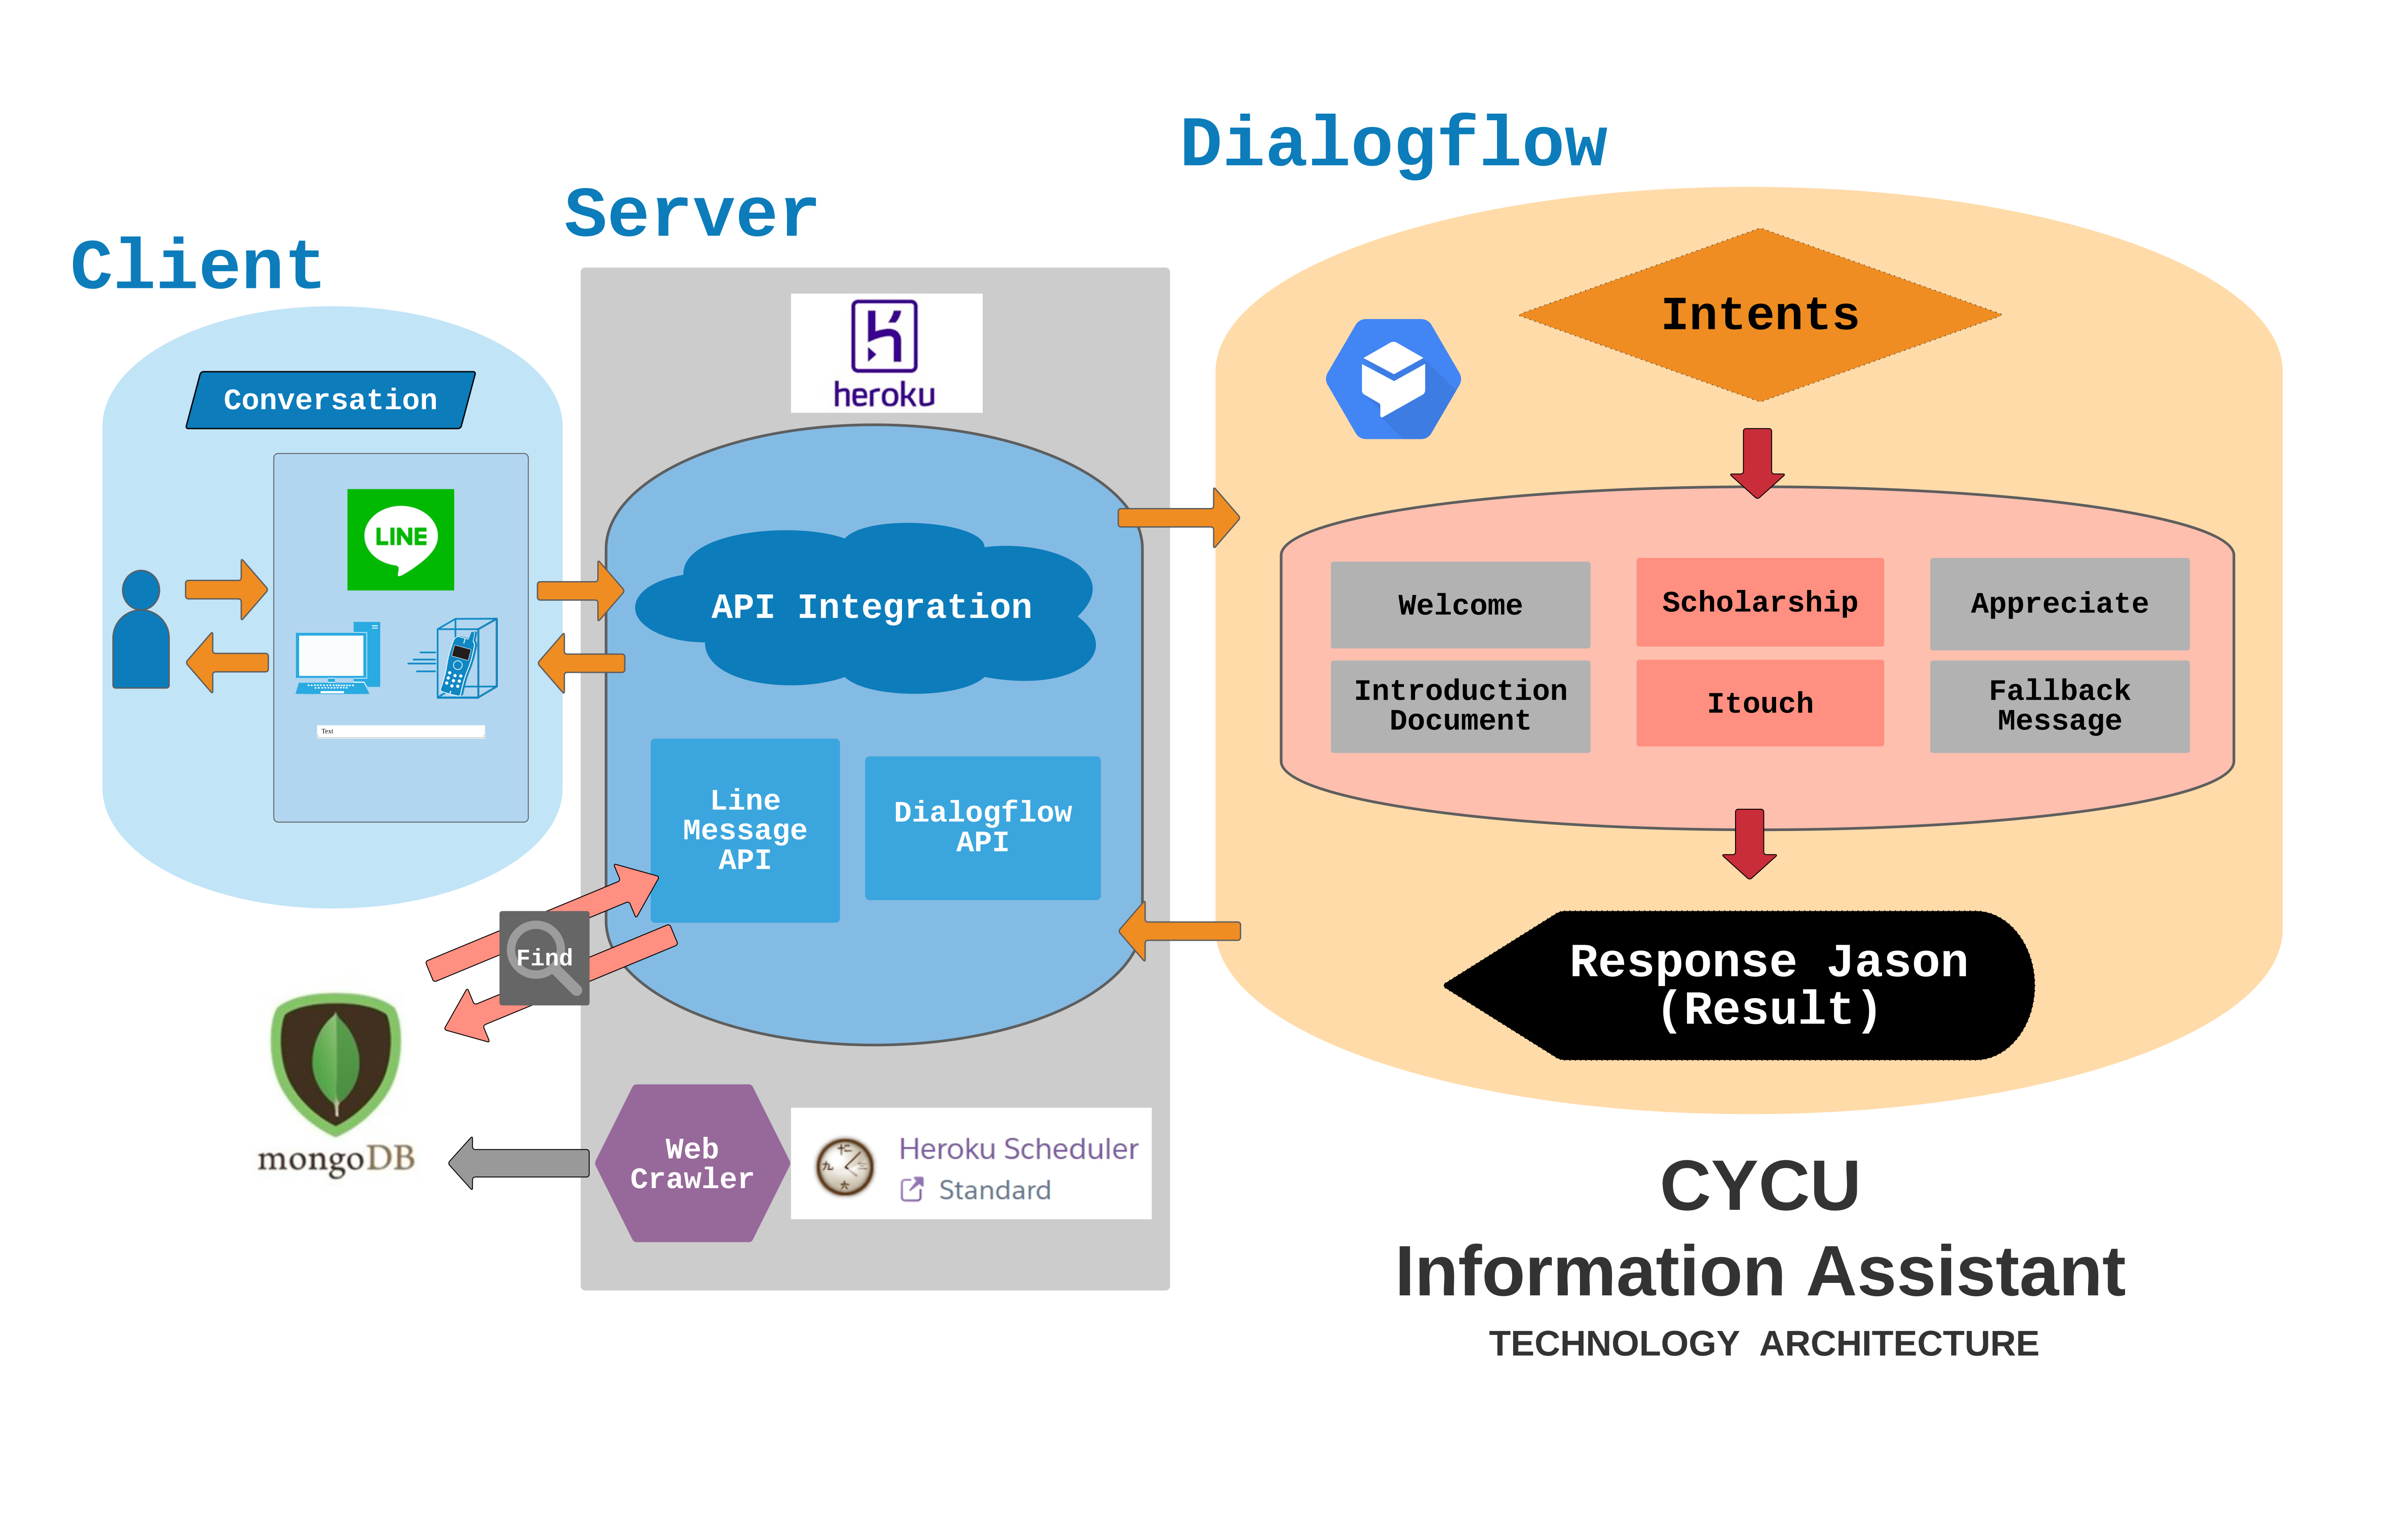 Dialogflow
Server
Client
Intents
heroku
Conversation
LINE
Text
API Integration
Welcome
Scholarship
Appreciate
Introduction
Document
Itouch
Fallback
Message
Line
Message
API
Dialogflow
API
Find
Response Jason
(Result)
mongoDB
Web
Crawler
Heroku Scheduler
Standard
CYCU
Information Assistant
TECHNOLOGY ARCHITECTURE